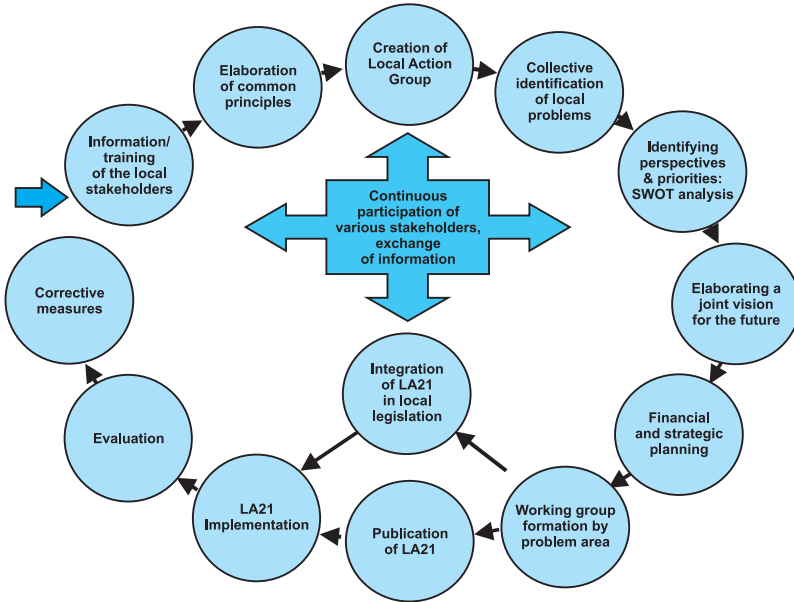 Creation of
Local Action
Group
Elaboration
of common
principles
Collective
identification
of local
problems
Information/
training
of the local
stakeholders
Identifying
perspectives
& priorities:
SWOT analysis
Continuous
participation of
various stakeholders,
exchange
of information
Elaborating a
joint vision
for the future
Corrective
measures
Integration
of LA21
in local
legislation
Financial
and strategic
planning
Evaluation
LA21
Implementation
Publication
of LA21
Working group
formation by
problem area